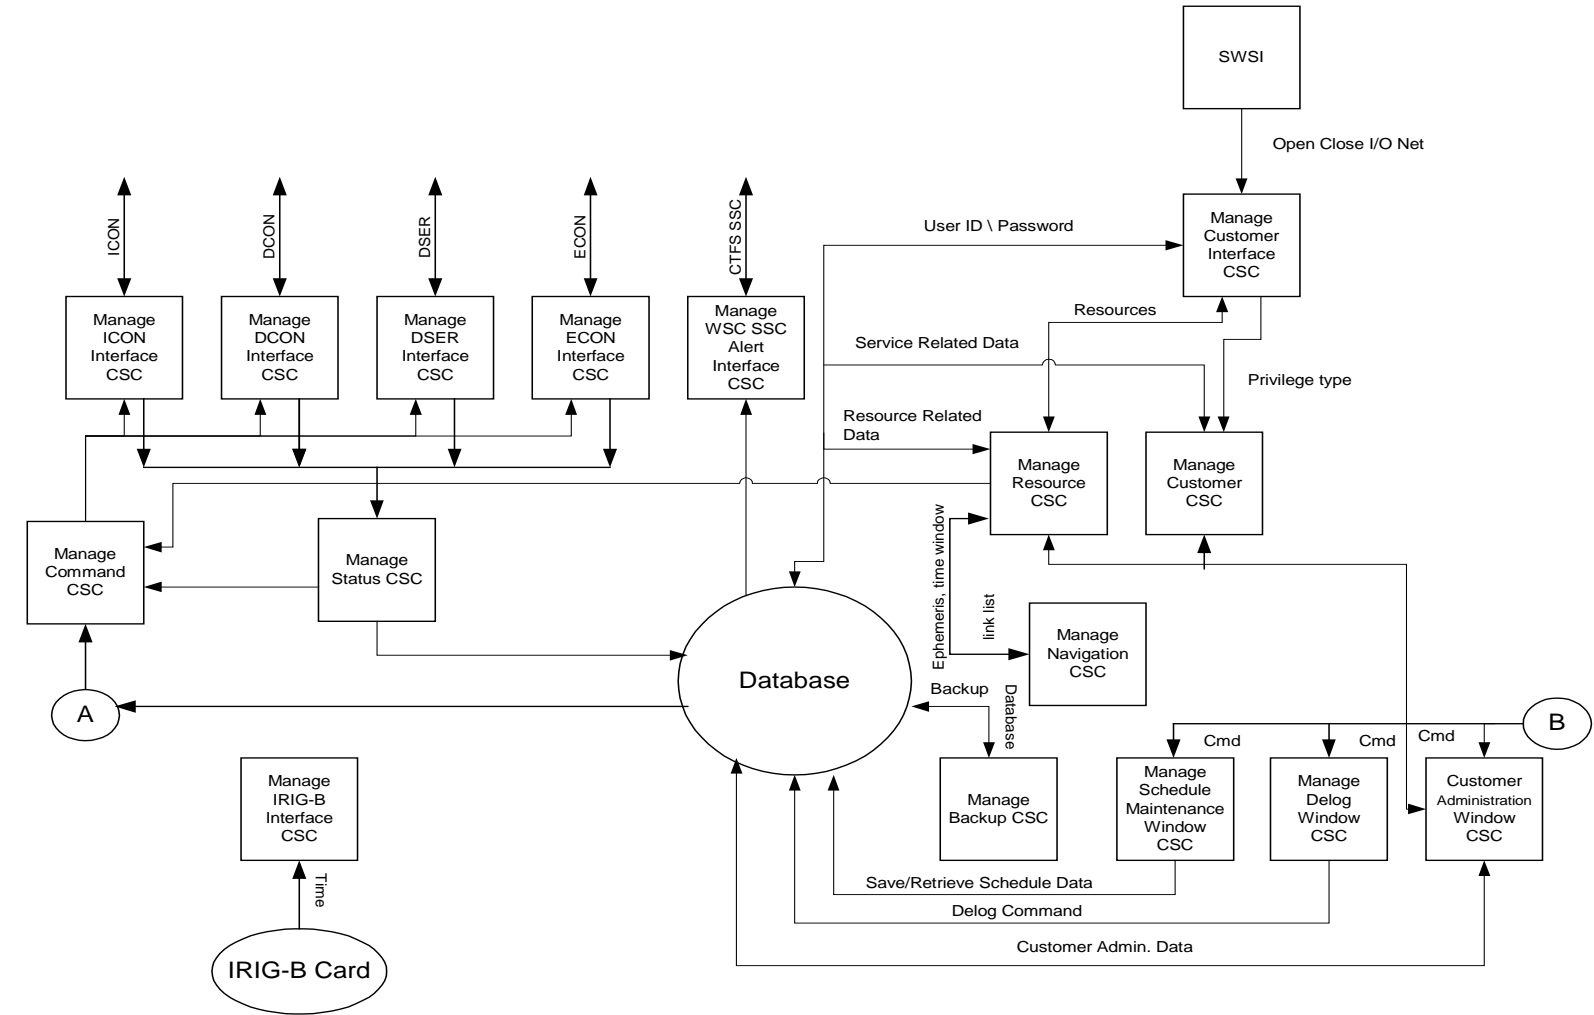 SWSI
Open Close I/O Net
ICON
DCON
DSER
ECON
CTFS SSC
User ID \ Password
Manage
Customer
Interface
CSC
Manage
ICON
Interface
CSC
Manage
DCON
Interface
CSC
Manage
DSER
Interface
CSC
Manage
ECON
Interface
CSC
Manage
WSC SSC
Alert
Interface
CSC
Resources
Service Related Data
Privilege type
Resource Related
Data
Manage
Resource
CSC
Manage
Customer
CSC
Manage
Command
CSC
Manage
Status CSC
Ephemeris, time window
link list
Manage
Navigation
CSC
Database
Backup
Database
A
B
Cmd
Cmd
Cmd
Manage
IRIG-B
Interface
CSC
Manage
Backup CSC
Manage
Schedule
Maintenance
Window
CSC
Manage
Delog
Window
CSC
Customer
Administration
Window
CSC
Time
Save/Retrieve Schedule Data
Delog Command
Customer Admin. Data
IRIG-B Card